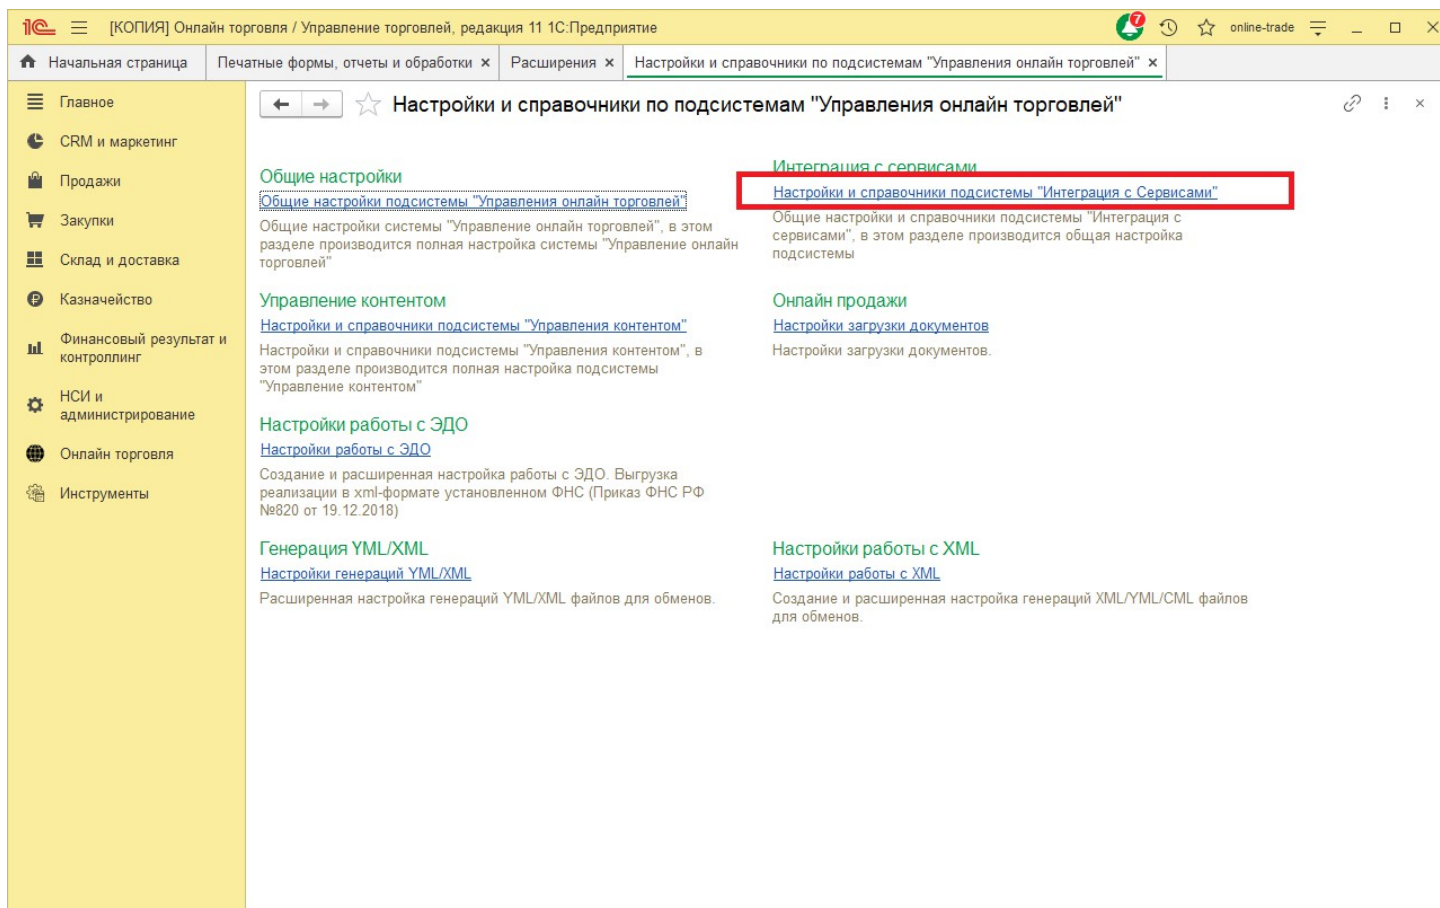 [КОПИЯ] Онлайн торговля / Управление торговлей, редакция 11 1С:Предприятие
7
online-trade
Начальная страница
Печатные формы, отчеты и обработки
Расширения
Настройки и справочники по подсистемам "Управления онлайн торговлей"
Главное
CRM и маркетинг
Продажи
Закупки
Склад и доставка
Казначейство
Финансовый результат и
контроллинг
НСИ и
администрирование
Онлайн торговля
Инструменты
Настройки и справочники по подсистемам "Управления онлайн торговлей"
Общие настройки
Общие настройки подсистемы "Управления онлайн торговлей"
Общие настройки системы "Управление онлайн торговлей", в этом
разделе производится полная настройка системы "Управление онлайн
торговлей"
Интеграция с сервисами
Настройки и справочники подсистемы "Интеграция с Сервисами"
Общие настройки и справочники подсистемы "Интеграция с
сервисами", в этом разделе производится общая настройка
подсистемы
Управление контентом
Настройки и справочники подсистемы "Управления контентом"
Настройки и справочники подсистемы "Управления контентом", в
этом разделе производится полная настройка подсистемы
"Управление контентом"
Онлайн продажи
Настройки загрузки документов
Настройки загрузки документов.
Настройки работы с ЭДО
Настройки работы с ЭДО
Создание и расширенная настройка работы с ЭДО. Выгрузка
реализации в xml-формате установленном ФНС (Приказ ФНС РФ
№820 от 19.12.2018)
Генерация YML/XML
Настройки генераций YML/XML
Расширенная настройка генераций YML/XML файлов для обменов.
Настройки работы с XML
Настройки работы с XML
Создание и расширенная настройка генераций XML/YML/CML файлов
для обменов.